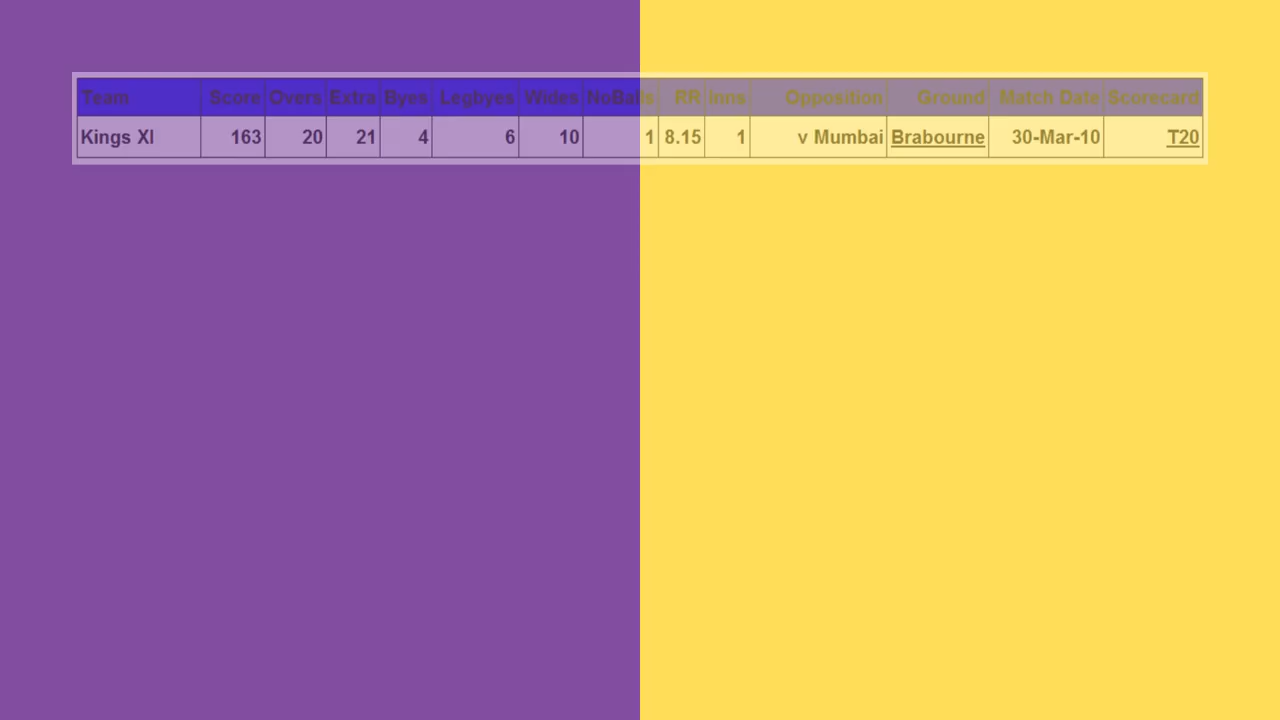 Team Score Overs Extra Byes Legbyes Wides NoBalls RR Inns Opposition Ground Match Date Scorecard
Kings XI 163 20 21 4 6 10 1 8.15 1 v Mumbai Brabourne 30-Mar-10 T20